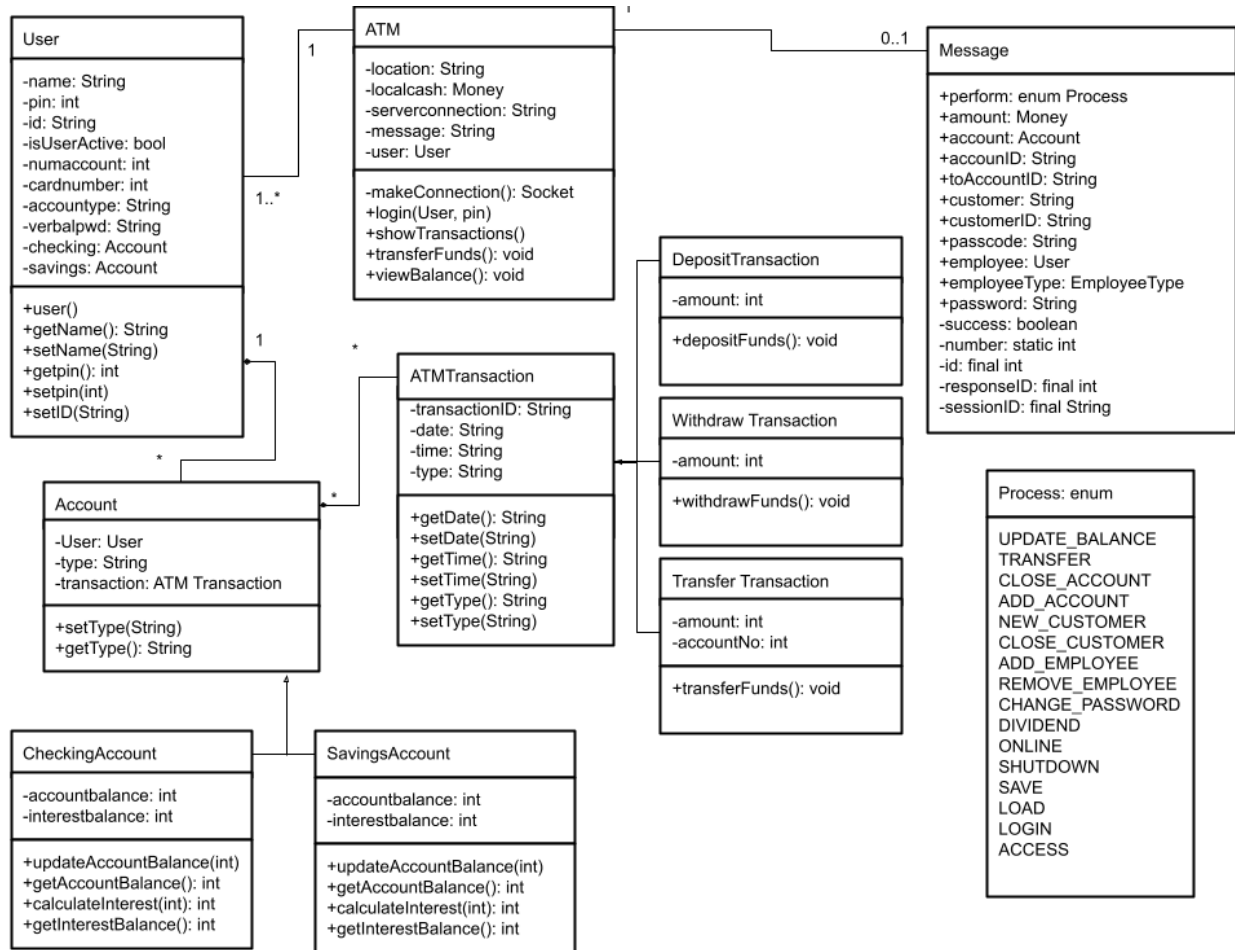 User
-name: String
-pin: int
-id: String
-isUserActive: bool
-numaccount: int
-cardnumber: int
-accountype: String
-verbalpwd: String
-checking: Account
-savings: Account
+user()
+getName(): String
+setName(String)
+getpin(): int
+setpin(int)
+setID(String)
1
1..*
ATM
-location: String
-localcash: Money
-serverconnection: String
-message: String
-user: User
-makeConnection(): Socket
+login(User, pin)
+showTransactions()
+transferFunds(): void
+viewBalance(): void
0..1
Message
+perform: enum Process
+amount: Money
+account: Account
+accounID: String
+toAccountID: String
+customer: String
+customerID: String
+passcode: String
+employee: User
+employeeType: EmployeeType
+password: String
-success: boolean
-number: static int
-id: final int
-responseID: final int
-sessionID: final String
1
*
*
*
ATMTransaction
-transactionID: String
-date: String
-time: String
-type: String
+getDate(): String
+setDate(String)
+getTime(): String
+setTime(String)
+getType(): String
+setType(String)
DepositTransaction
-amount: int
+depositFunds(): void
Withdraw Transaction
-amount: int
+withdrawFunds(): void
Transfer Transaction
-amount: int
-accountNo: int
+transferFunds(): void
Process: enum
UPDATE_BALANCE
TRANSFER
CLOSE_ACCOUNT
ADD_ACCOUNT
NEW_CUSTOMER
CLOSE_CUSTOMER
ADD_EMPLOYEE
REMOVE_EMPLOYEE
CHANGE_PASSWORD
DIVIDEND
ONLINE
SHUTDOWN
SAVE
LOAD
LOGIN
ACCESS
Account
-User: User
-type: String
-transaction: ATM Transaction
+setType(String)
+getType(): String
CheckingAccount
-accountbalance: int
-interestbalance: int
+updateAccountBalance(int)
+getAccountBalance(): int
+calculateInterest(int): int
+getInterestBalance(): int
SavingsAccount
-accountbalance: int
-interestbalance: int
+updateAccountBalance(int)
+getAccountBalance(): int
+calculateInterest(int): int
+getInterestBalance(): int